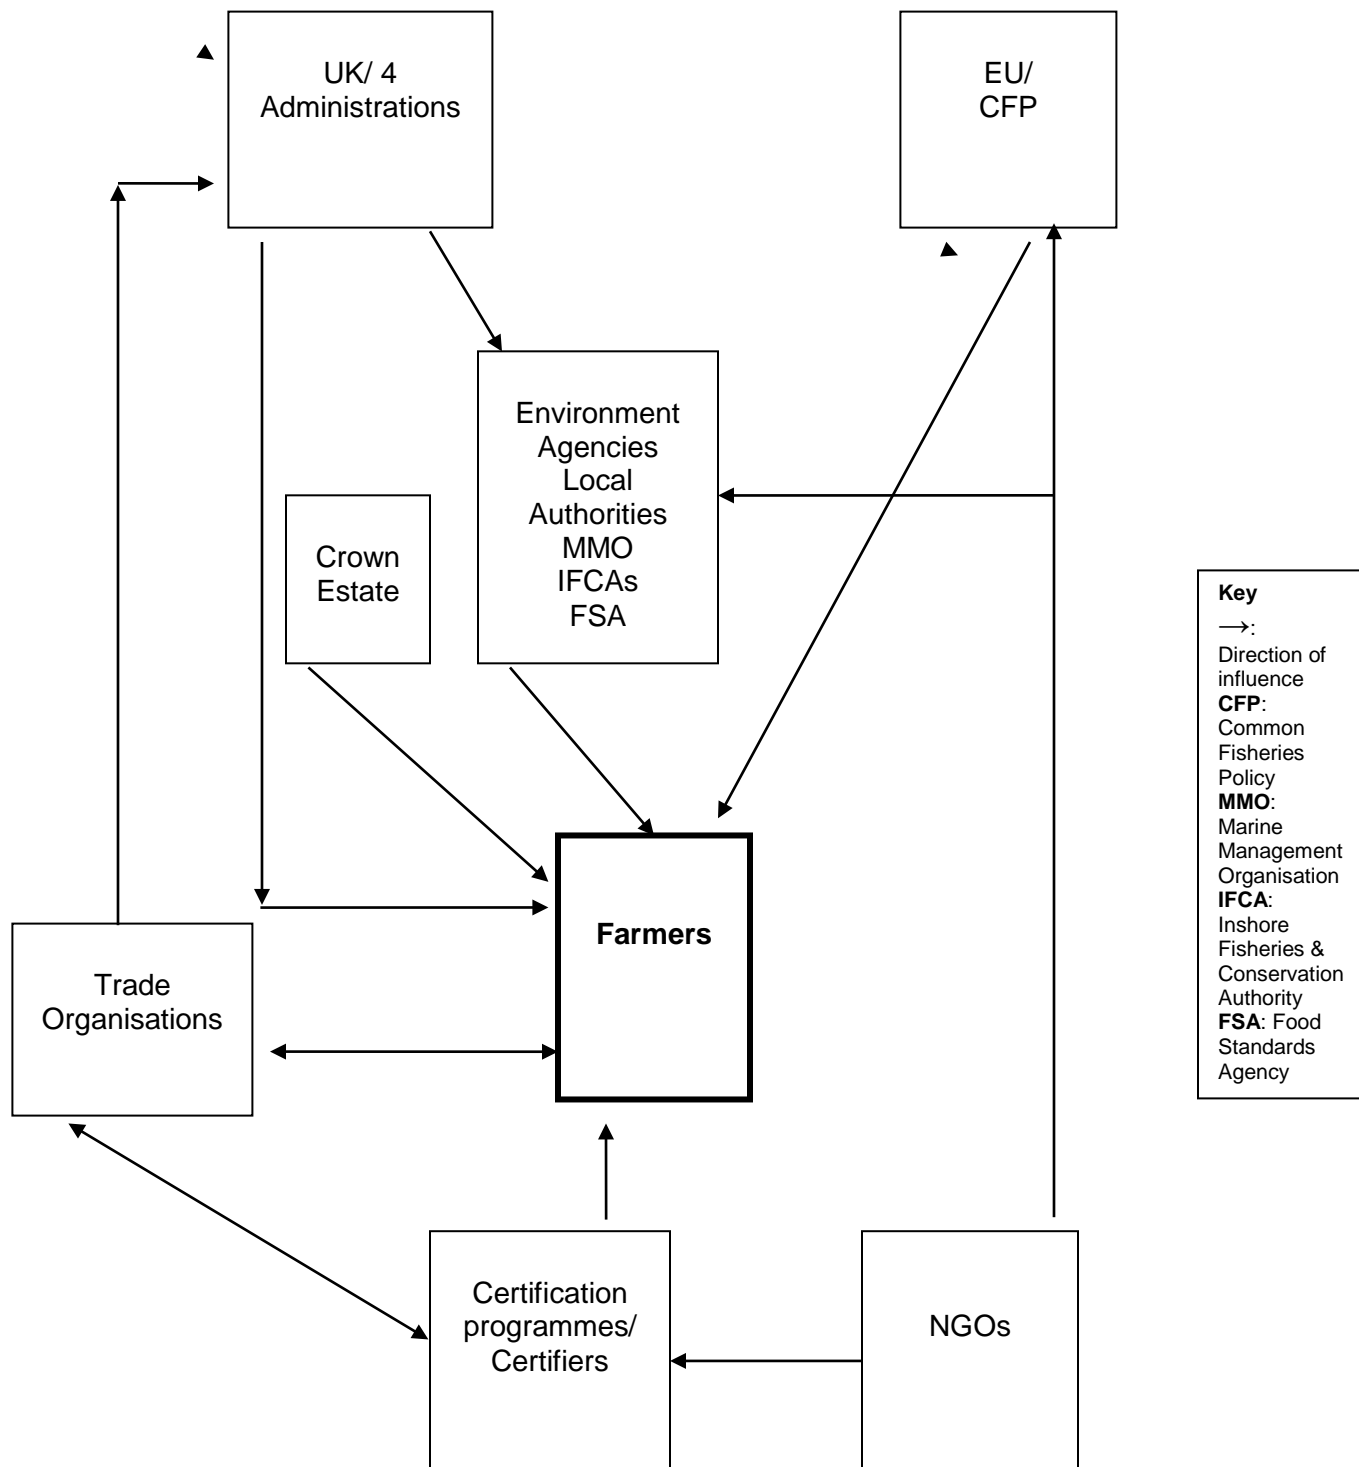 UK/ 4
Administrations
EU/
CFP
Environment
Agencies
Local
Authorities
MMO
IFCAs
FSA
Crown
Estate
Farmers
Trade
Organisations
Certification
programmes/
Certifiers
NGOs
Key
→:
Direction of
influence
CFP:
Common
Fisheries
Policy
MMO:
Marine
Management
Organisation
IFCA:
Inshore
Fisheries &
Conservation
Authority
FSA: Food
Standards
Agency